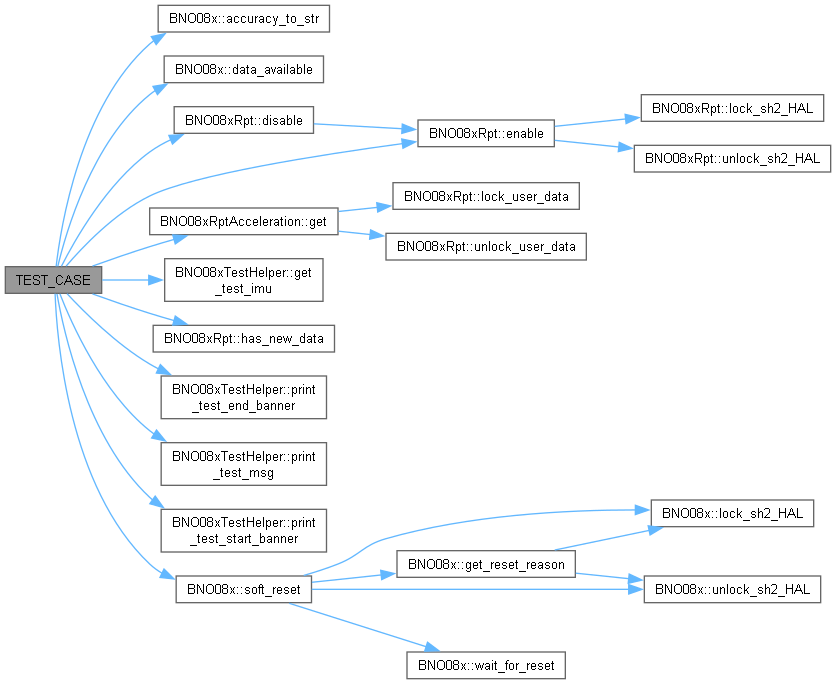 BNO08x::accuracy_to_str
BNO08x::data_available
BNO08xRpt::disable
BNO08xRpt::enable
BNO08xRpt::lock_sh2_HAL
BNO08xRpt::unlock_sh2_HAL
BNO08xRptAcceleration::get
BNO08xRpt::lock_user_data
BNO08xRpt::unlock_user_data
TEST_CASE
BNO08xTestHelper::get
_test_imu
BNO08xRpt::has_new_data
BNO08xTestHelper::print
_test_end_banner
BNO08xTestHelper::print
_test_msg
BNO08xTestHelper::print
_test_start_banner
BNO08x::soft_reset
BNO08x::get_reset_reason
BNO08x::lock_sh2_HAL
BNO08x::unlock_sh2_HAL
BNO08x::wait_for_reset